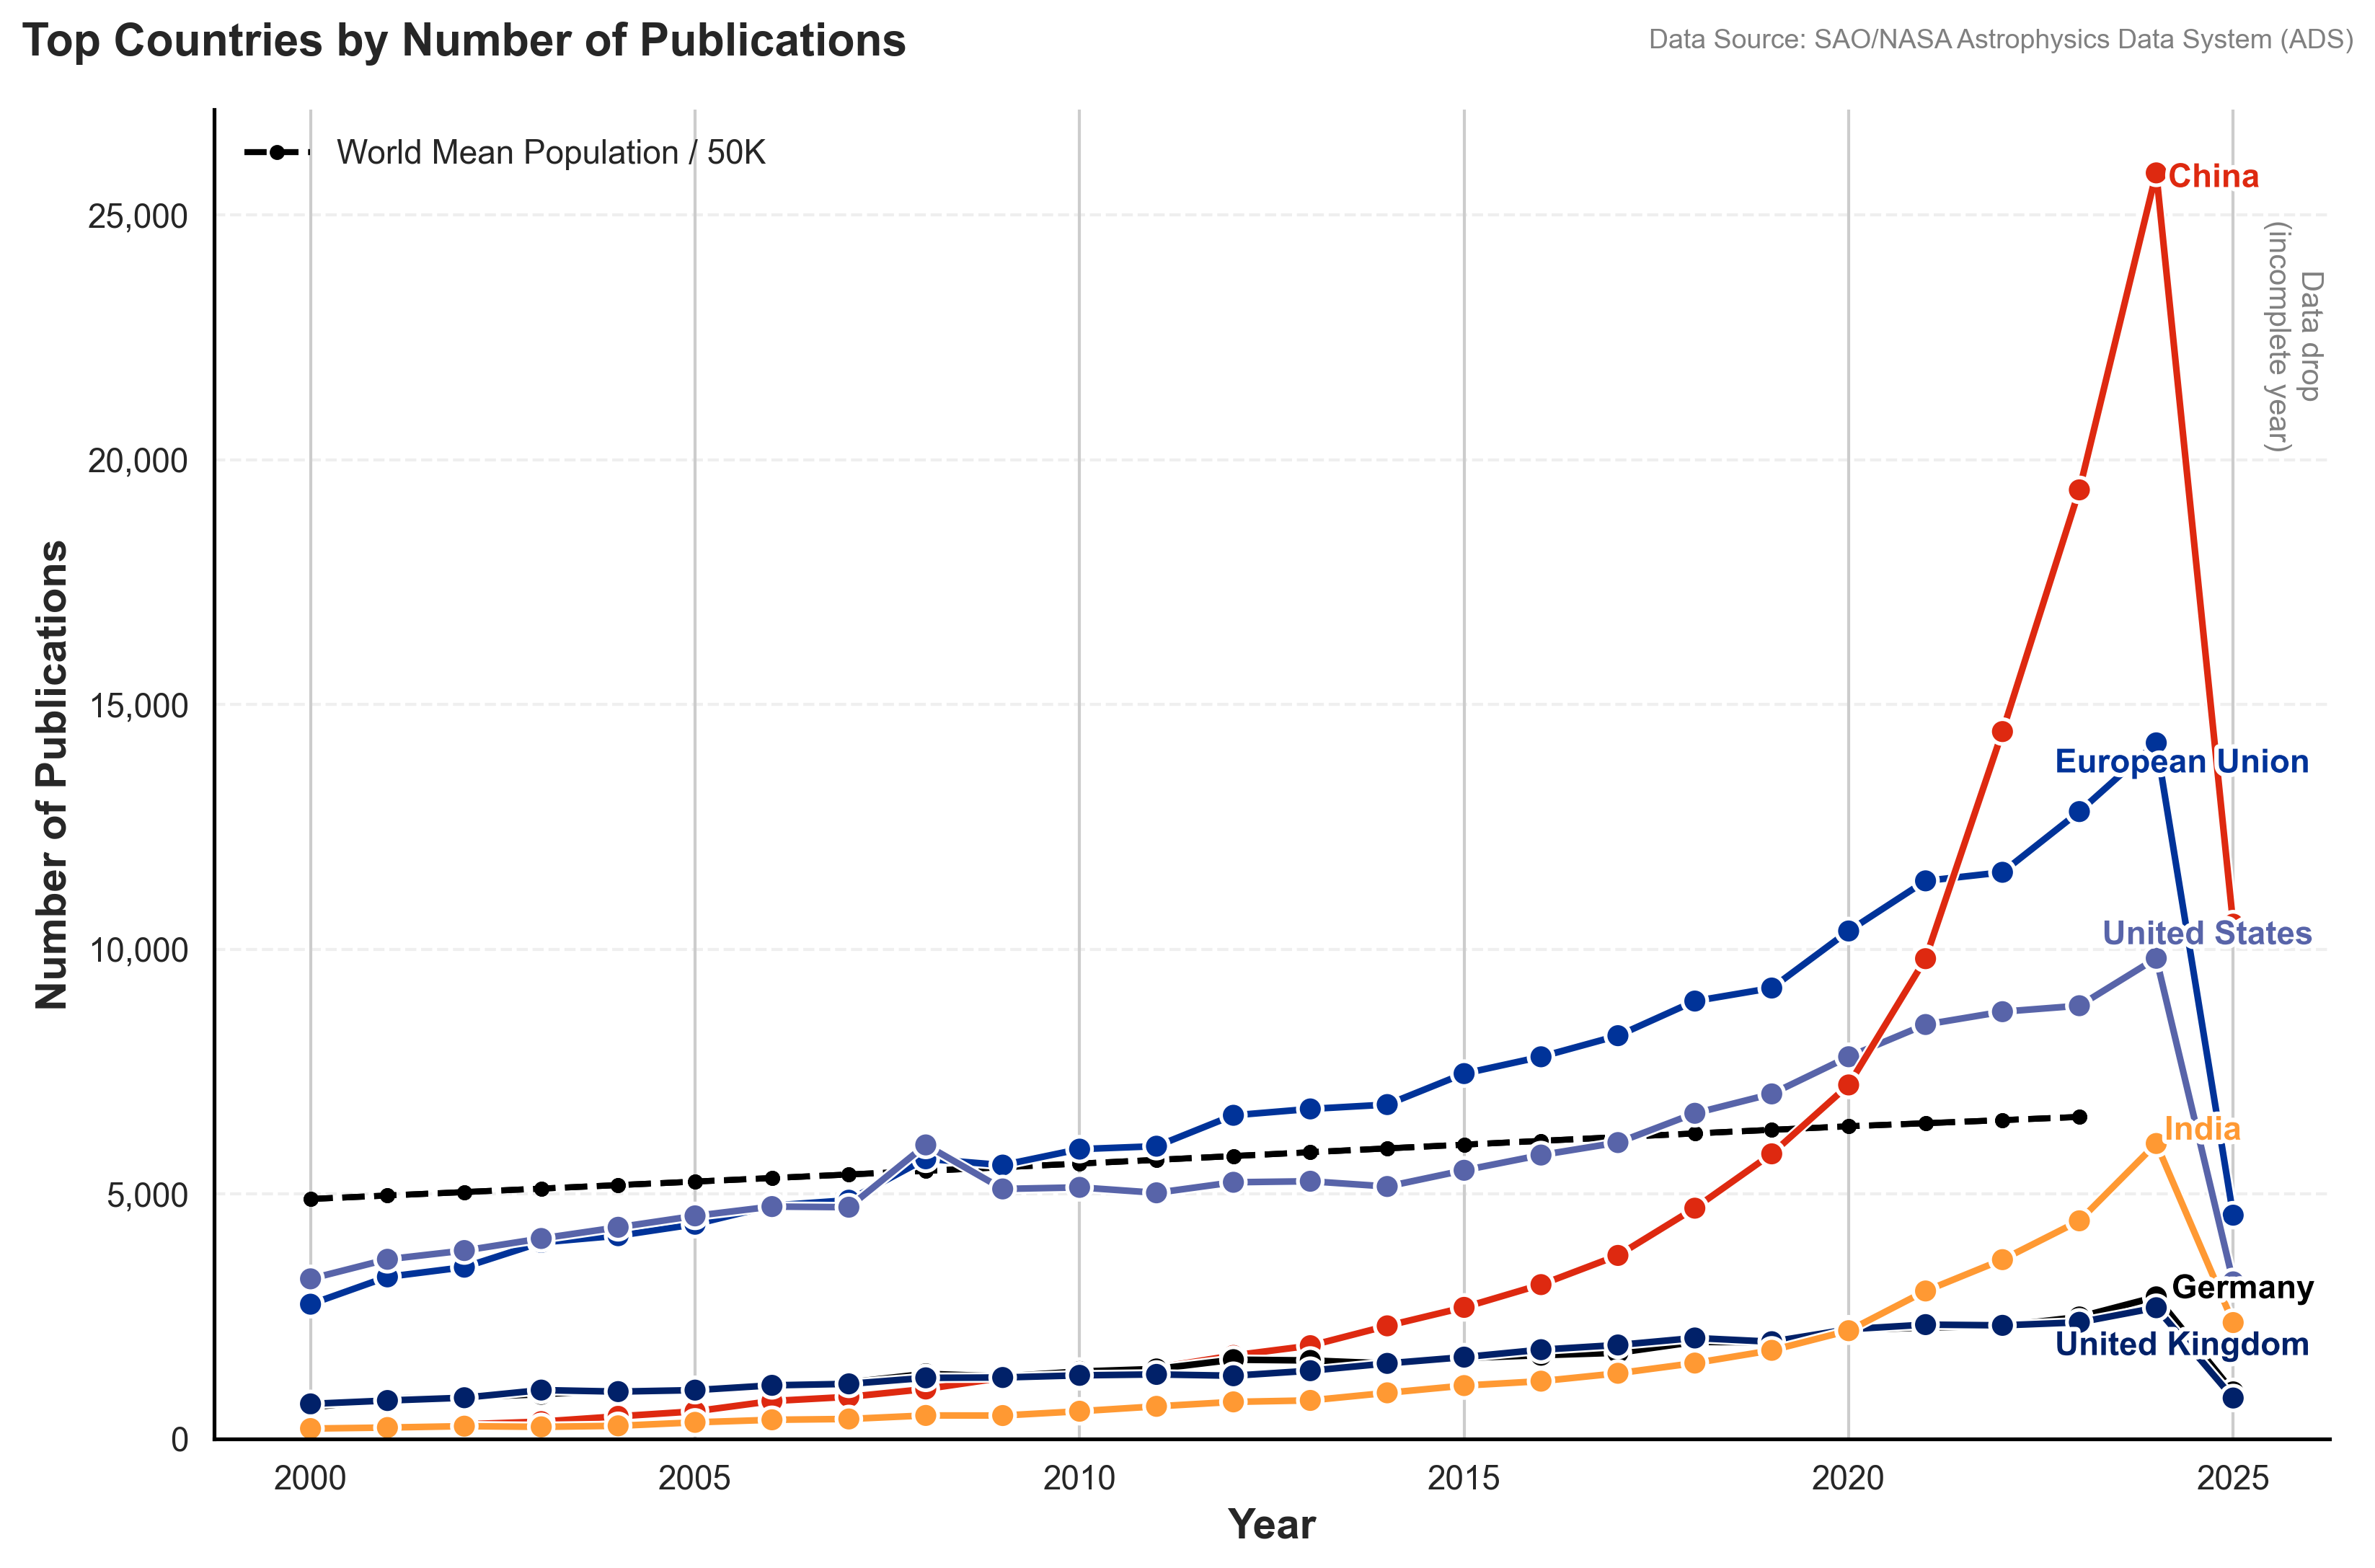 Top Countries by Number of Publications
Data Source: SAO/NASA Astrophysics Data System (ADS)
World Mean Population / 50K
China
Data drop
(incomplete year)
European Union
United States
India
Germany
United Kingdom
Number of Publications
25,000
20,000
15,000
10,000
5,000
0
2000
2005
2010
2015
2020
2025
Year